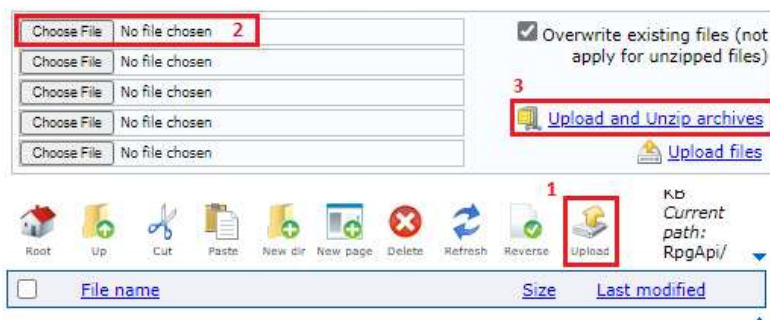 Choose File No file chosen 2
Choose File No file chosen
Choose File No file chosen
Choose File No file chosen
Choose File No file chosen
Overwrite existing files (not
apply for unzipped files)
3
Upload and Unzip archives
Upload files
1
Root Up Cut Paste New dir New page Delete Refresh Reverse Upload
KB
Current
path:
RpgApi/
File name Size Last modified